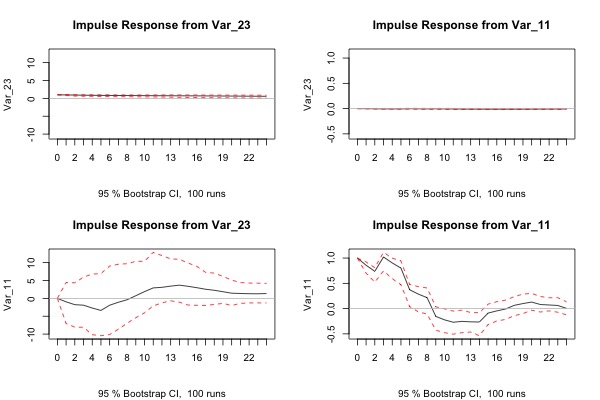 Impulse Response from Var_23
Var_23
10
5
0
-10
0 2 4 6 8 10 13 16 19 22
95 % Bootstrap CI, 100 runs
Impulse Response from Var_11
Var_23
1.0
0.5
0.0
-0.5
0 2 4 6 8 10 13 16 19 22
95 % Bootstrap CI, 100 runs
Impulse Response from Var_23
Var_11
10
5
0
-10
0 2 4 6 8 10 13 16 19 22
95 % Bootstrap CI, 100 runs
Impulse Response from Var_11
Var_11
1.0
0.5
0.0
-0.5
0 2 4 6 8 10 13 16 19 22
95 % Bootstrap CI, 100 runs